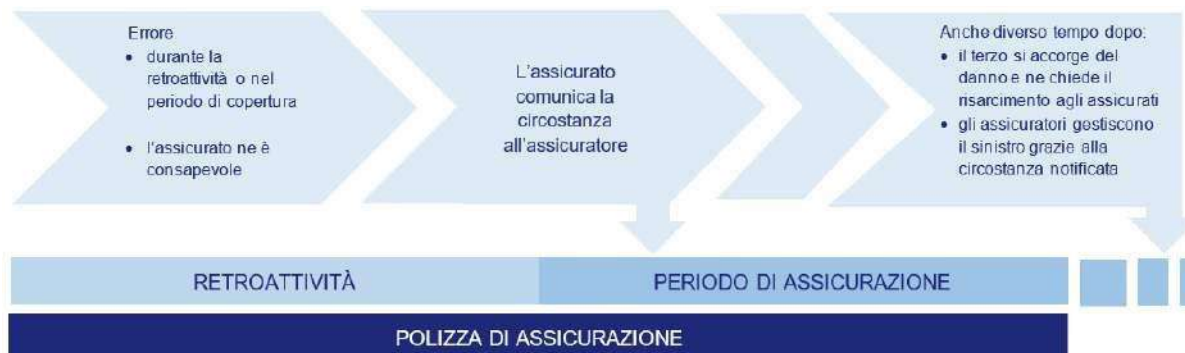 Errore
• durante la
retroattività o nel
periodo di copertura
• l'assicurato ne è
consapevole
L'assicurato
comunica la
circostanza
all'assicuratore
Anche diverso tempo dopo:
• il terzo si accorge del
danno e ne chiede il
risarcimento agli assicurati
• gli assicuratori gestiscono
il sinistro grazie alla
circostanza notificata
RETROATTIVITÀ
PERIODO DI ASSICURAZIONE
POLIZZA DI ASSICURAZIONE